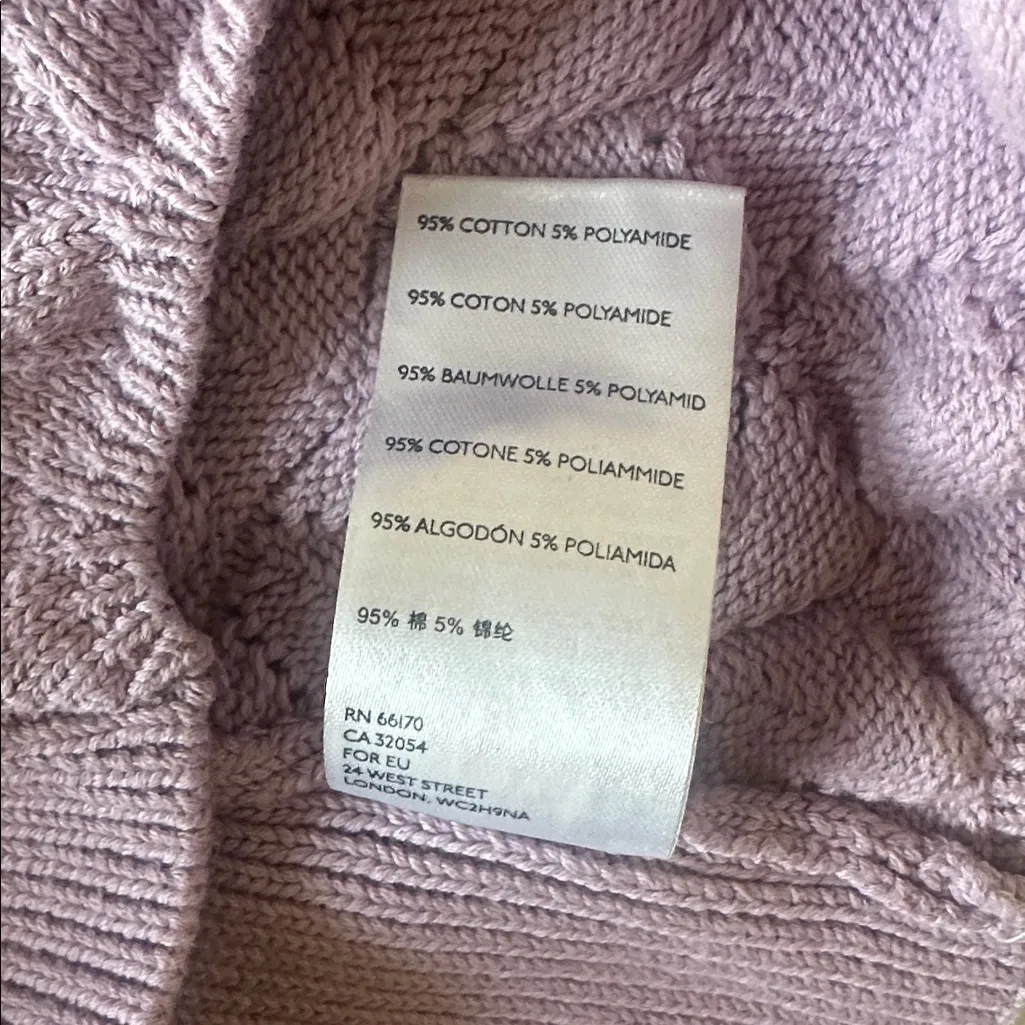 95% COTTON 5% POLYAMIDE
95% COTON 5% POLYAMIDE
95% BAUMWOLLE 5% POLYAMID
95% COTONE 5% POLIAMMIDE
95% ALGODÓN 5% POLIAMIDA
95% 棉 5% 锦纶
RN 66170
CA 32054
FOR EU
24 WEST STREET
LONDON, WC2H9NA